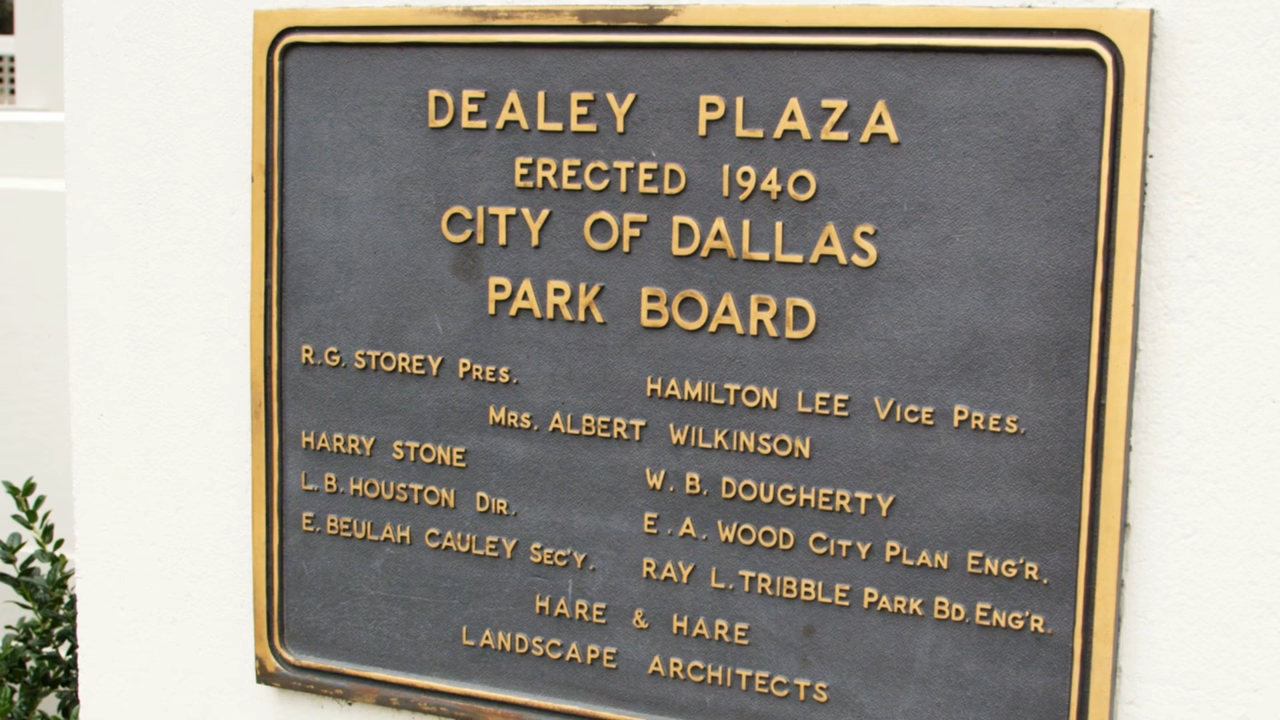 DEALEY PLAZA
ERECTED 1940
CITY OF DALLAS
PARK BOARD
R.G. STOREY PRES. HAMILTON LEE VICE PRES.
MRS. ALBERT WILKINSON
HARRY STONE W. B. DOUGHERTY
L. B. HOUSTON DIR. E. A. WOOD CITY PLAN ENG'R.
E. BEULAH CAULEY SEC'Y. RAY L. TRIBBLE PARK BD. ENG'R.
HARE & HARE
LANDSCAPE ARCHITECTS